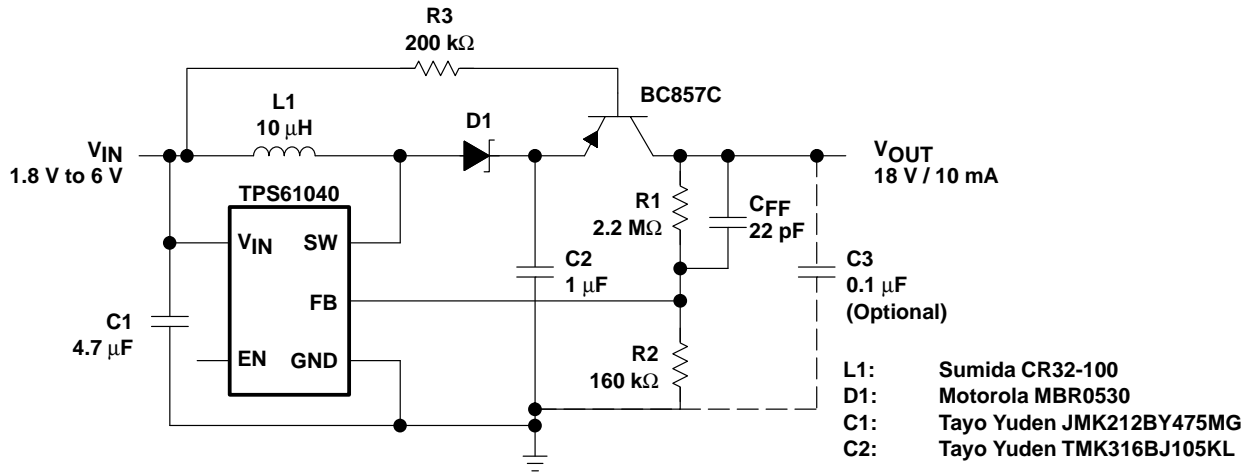 R3
200 kΩ
BC857C
L1
10 µH
D1
VIN
1.8 V to 6 V
VOUT
18 V / 10 mA
TPS61040
VIN
SW
R1
2.2 MΩ
CFF
22 pF
C2
1 µF
C3
0.1 µF
(Optional)
FB
C1
4.7 µF
EN
GND
R2
160 kΩ
L1: Sumida CR32-100
D1: Motorola MBR0530
C1: Tayo Yuden JMK212BY475MG
C2: Tayo Yuden TMK316BJ105KL